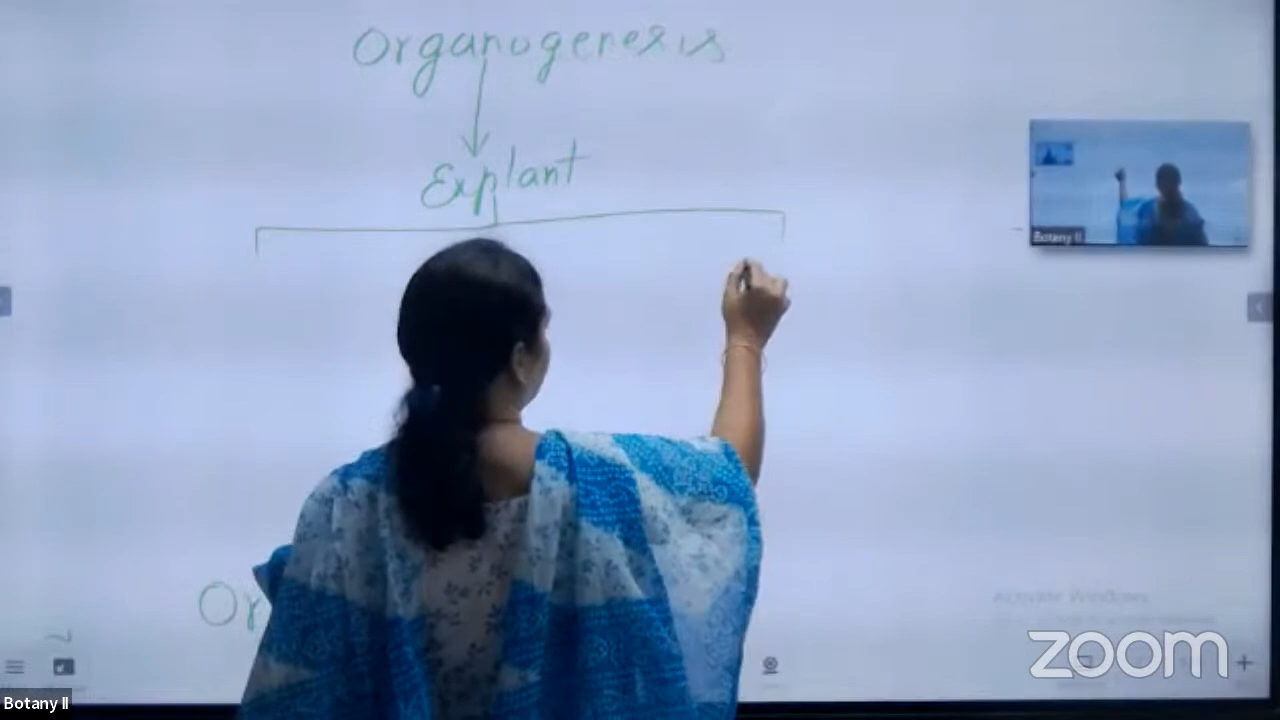 Organogenesis
Explant
Botany II
Or
Activate Windows
zoom
Botany II